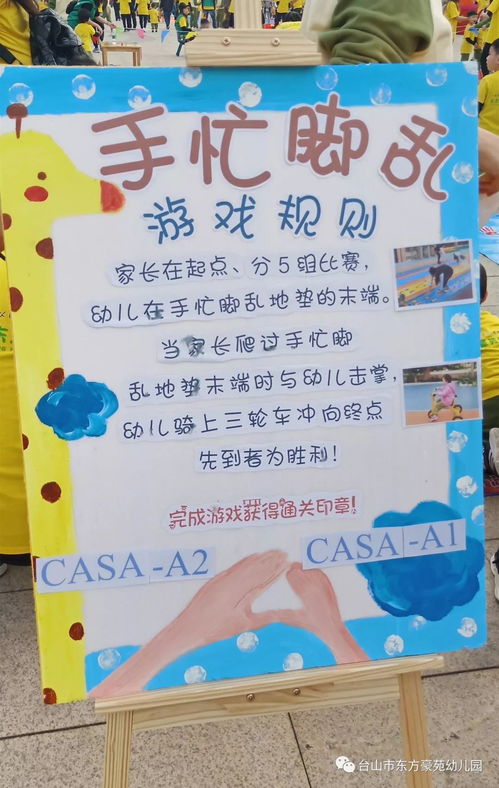 手忙脚乱
游戏规则
家长在起点、分5组比赛,
幼儿在手忙脚乱地垫的末端。
当家长爬过手忙脚
乱地垫末端时与幼儿击掌,
幼儿骑上三轮车冲向终点
先到者为胜利!
完成游戏获得通关印章!
CASA-A2
CASA-A1
台山市东方豪苑幼儿园